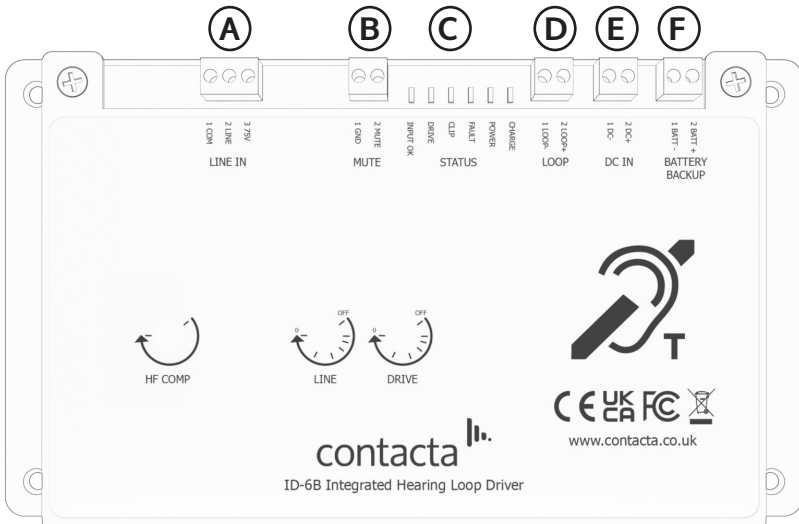 A B C D E F
1 COM 2 LINE 3 75V
1 GND 2 MUTE
INPUT OK DRIVE CLIP FAULT POWER CHARGE
1 LOOP- 2 LOOP+
1 DC- 2 DC+
1 BATT - 2 BATT +
LINE IN MUTE STATUS LOOP DC IN BATTERY
BACKUP
OFF OFF
0 0
HF COMP LINE DRIVE
T
CE UK FC
CA
www.contacta.co.uk
contacta
ID-6B Integrated Hearing Loop Driver